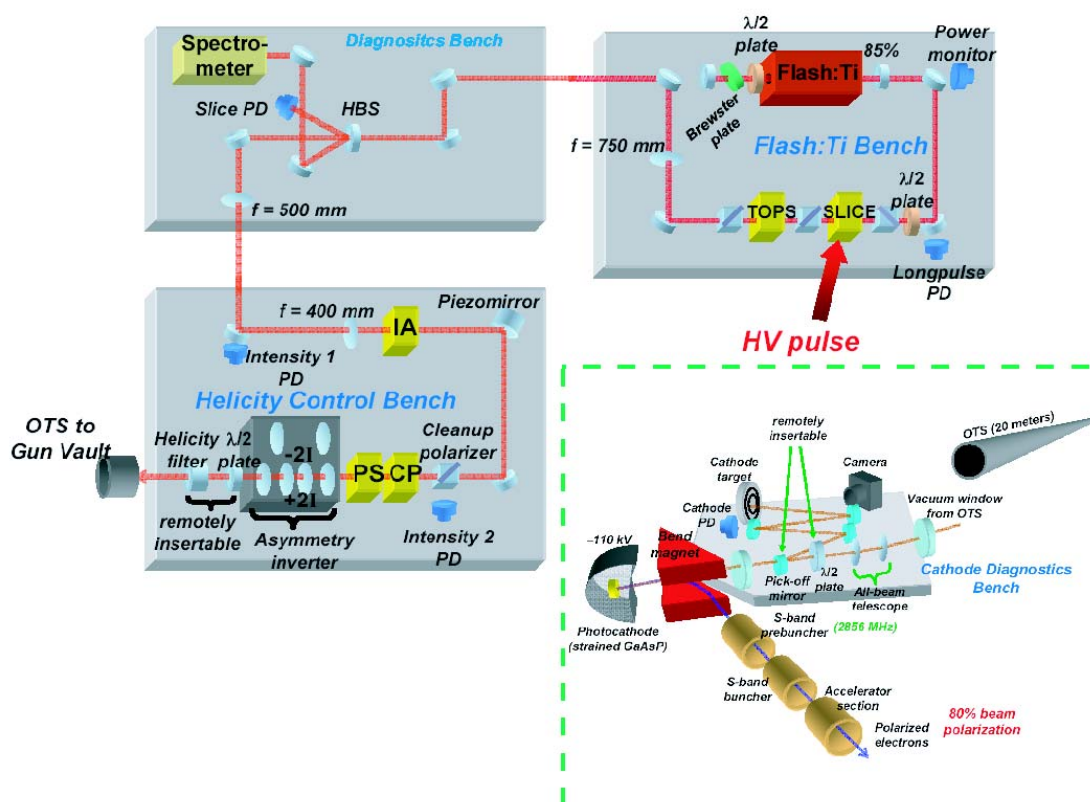 Diagnositcs Bench
Spectro-
meter
Slice PD
HBS
f = 500 mm
λ/2
plate
Flash:Ti
85%
Power
monitor
Brewster
plate
f = 750 mm
Flash:Ti Bench
λ/2
plate
TOPS
SLICE
Longpulse
PD
HV pulse
Piezomirror
f = 400 mm
IA
Intensity 1
PD
Helicity Control Bench
OTS to
Gun Vault
Helicity
filter
λ/2
plate
-2I
+2I
PS
CP
Cleanup
polarizer
remotely
insertable
Asymmetry
inverter
Intensity 2
PD
remotely
insertable
OTS (20 meters)
Cathode
target
Camera
Vacuum window
from OTS
Cathode
PD
–110 kV
Bend
magnet
Cathode Diagnostics
Bench
Pick-off
mirror
λ/2
plate
All-beam
telescope
Photocathode
(strained GaAsP)
S-band
prebuncher
(2856 MHz)
S-band
buncher
Accelerator
section
Polarized
electrons
80% beam
polarization